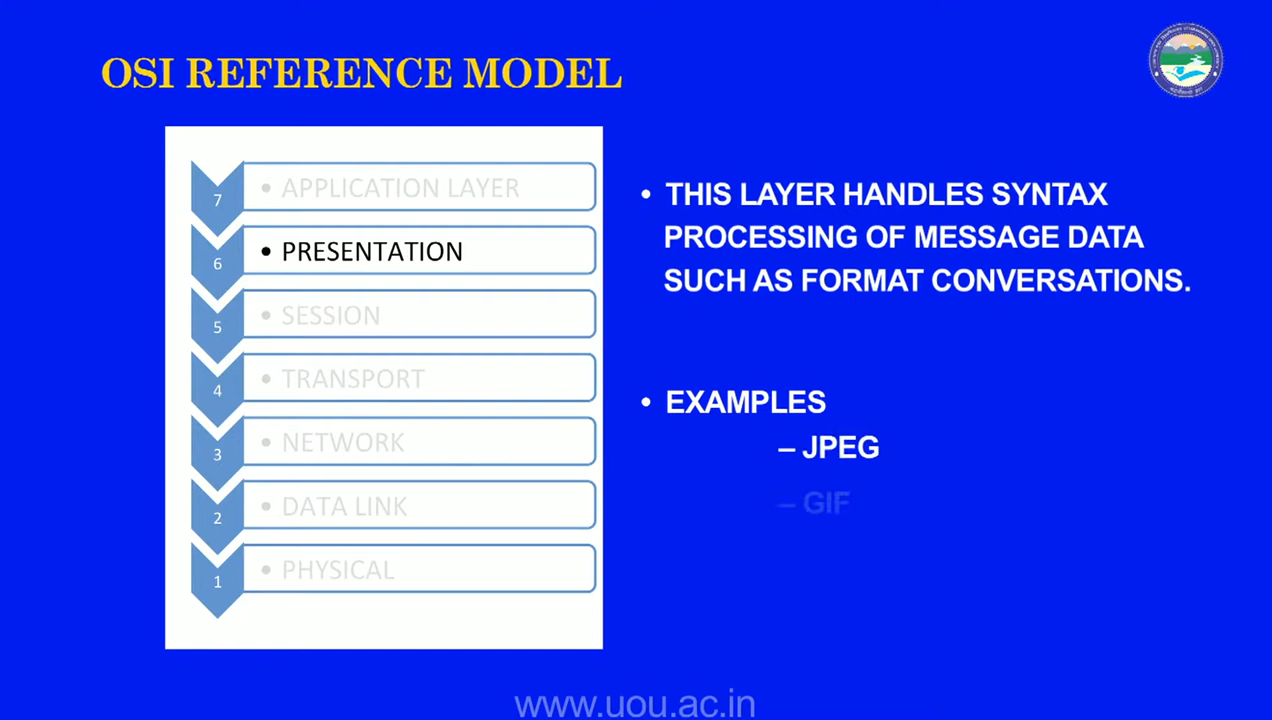 OSI REFERENCE MODEL
7
• APPLICATION LAYER
6
• PRESENTATION
5
• SESSION
4
• TRANSPORT
3
• NETWORK
2
• DATA LINK
1
• PHYSICAL
• THIS LAYER HANDLES SYNTAX
PROCESSING OF MESSAGE DATA
SUCH AS FORMAT CONVERSATIONS.
• EXAMPLES
– JPEG
– GIF
www.uou.ac.in